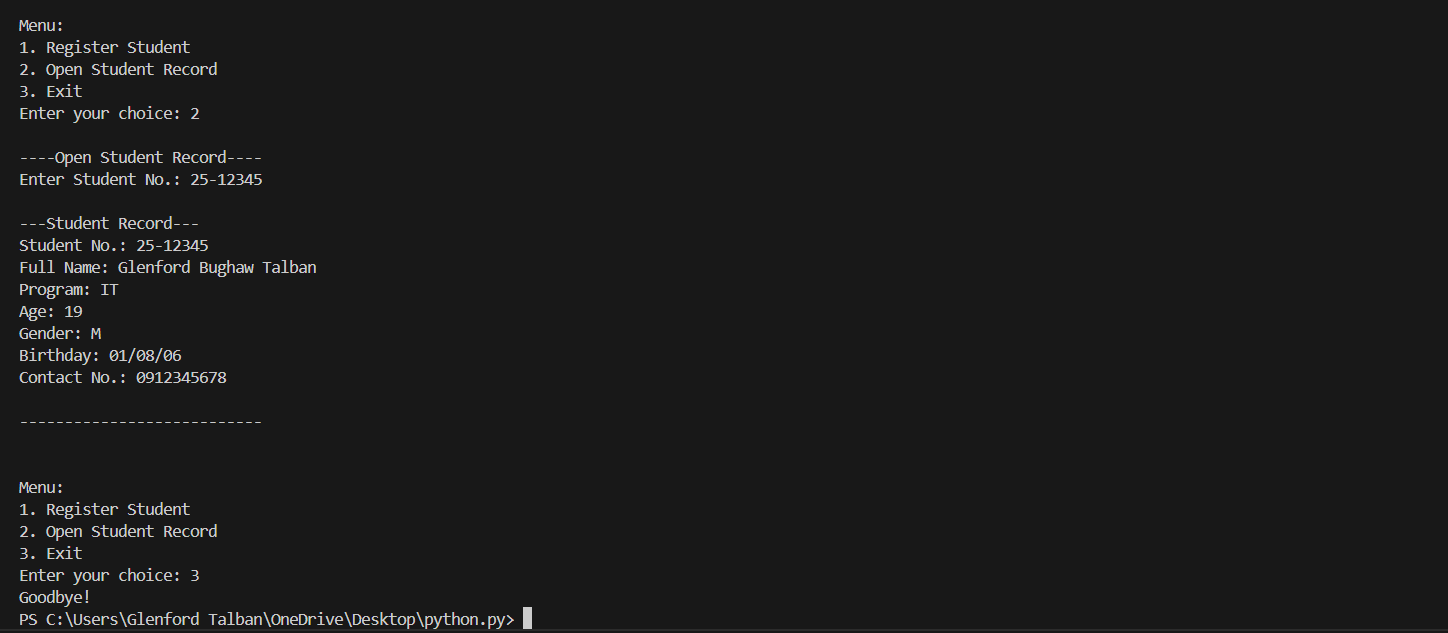 Menu:
1. Register Student
2. Open Student Record
3. Exit
Enter your choice: 2
----Open Student Record----
Enter Student No.: 25-12345
---Student Record---
Student No.: 25-12345
Full Name: Glenford Bughaw Talban
Program: IT
Age: 19
Gender: M
Birthday: 01/08/06
Contact No.: 0912345678
---------------------------
Menu:
1. Register Student
2. Open Student Record
3. Exit
Enter your choice: 3
Goodbye!
PS C:\Users\Glenford Talban\OneDrive\Desktop\python.py>